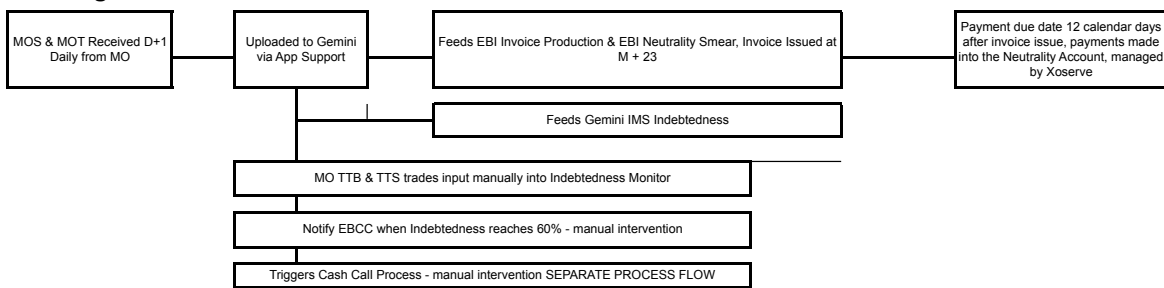 MOS & MOT Received D+1
Daily from MO
Uploaded to Gemini
via App Support
Feeds EBI Invoice Production & EBI Neutrality Smear, Invoice Issued at
M + 23
Payment due date 12 calendar days
after invoice issue, payments made
into the Neutrality Account, managed
by Xoserve
Feeds Gemini IMS Indebtedness
MO TTB & TTS trades input manually into Indebtedness Monitor
Notify EBCC when Indebtedness reaches 60% - manual intervention
Triggers Cash Call Process - manual intervention SEPARATE PROCESS FLOW